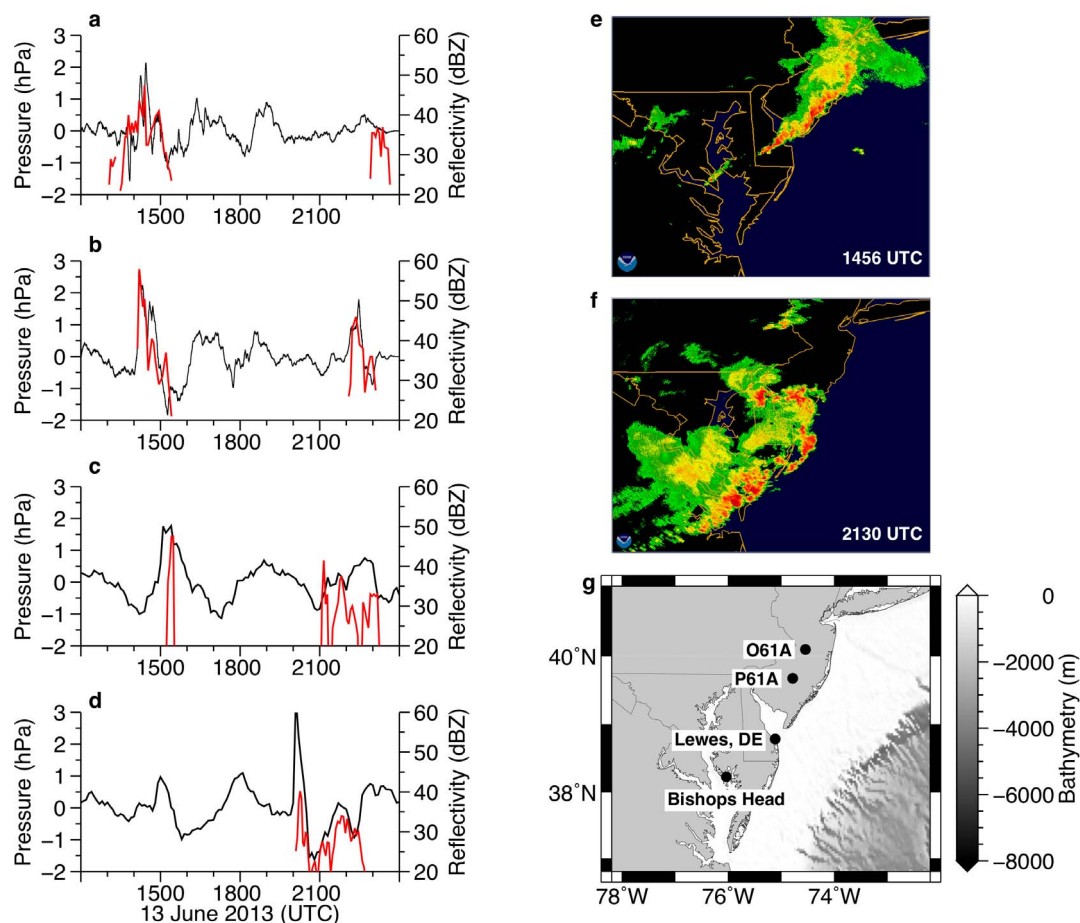 a
3
2
1
0
−1
−2
Pressure (hPa)
60
50
40
30
20
Reflectivity (dBZ)
1500 1800 2100
b
3
2
1
0
−1
−2
Pressure (hPa)
60
50
40
30
20
Reflectivity (dBZ)
1500 1800 2100
c
3
2
1
0
−1
−2
Pressure (hPa)
60
50
40
30
20
Reflectivity (dBZ)
1500 1800 2100
d
3
2
1
0
−1
−2
Pressure (hPa)
60
50
40
30
20
Reflectivity (dBZ)
1500 1800 2100
13 June 2013 (UTC)
e
1456 UTC
f
2130 UTC
g
40˚N
38˚N
78˚W 76˚W 74˚W
O61A
P61A
Lewes, DE
Bishops Head
0
−2000
−4000
−6000
−8000
Bathymetry (m)